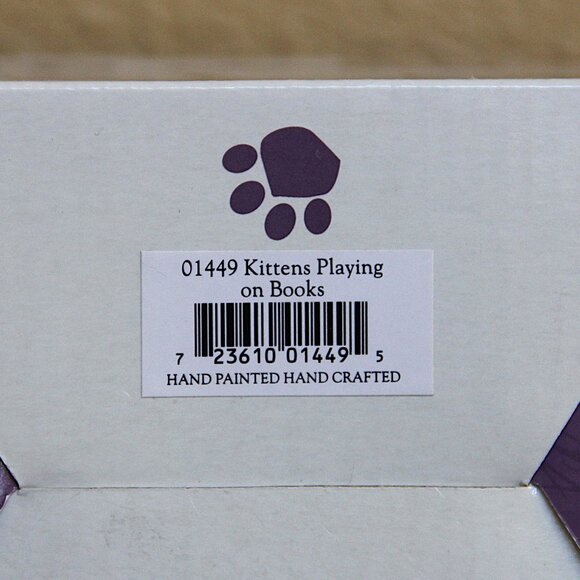 01449 Kittens Playing
on Books
7 23610 01449 5
HAND PAINTED HAND CRAFTED